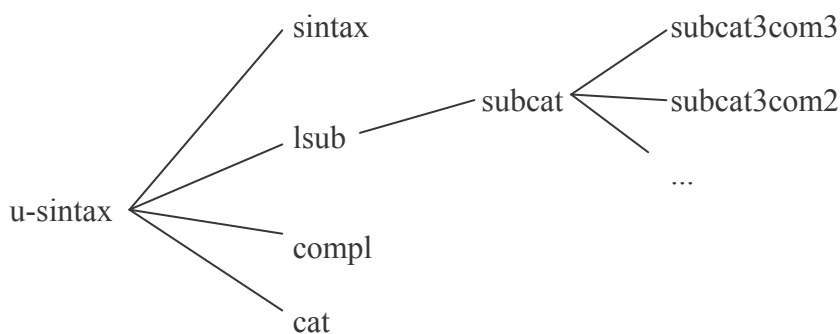 sintax
subcat3com3
subcat
subcat3com2
lsub
...
u-sintax
compl
cat